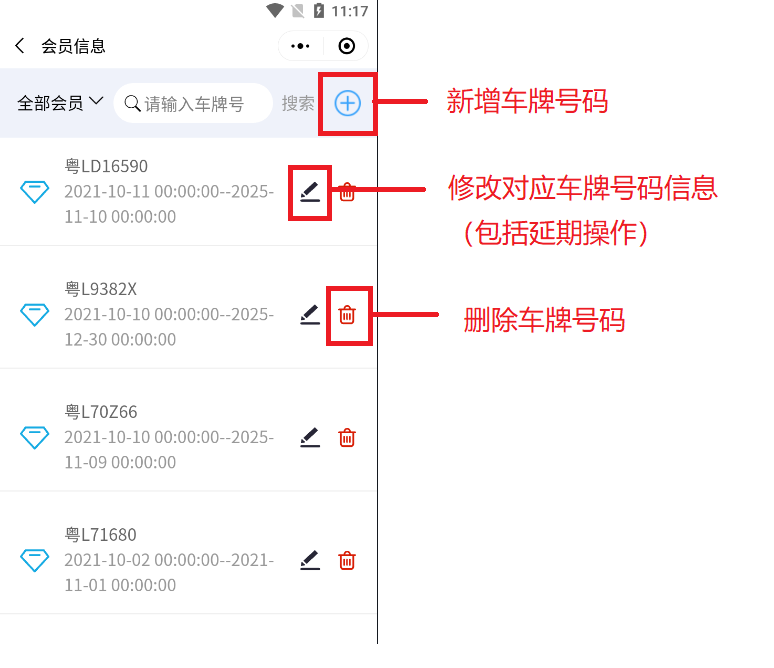 11:17
会员信息
全部会员
请输入车牌号
搜索
新增车牌号码
粤LD16590
2021-10-11 00:00:00--2025-
11-10 00:00:00
修改对应车牌号码信息
（包括延期操作）
粤L9382X
2021-10-10 00:00:00--2025-
12-30 00:00:00
删除车牌号码
粤L70Z66
2021-10-10 00:00:00--2025-
11-09 00:00:00
粤L71680
2021-10-02 00:00:00--2021-
11-01 00:00:00